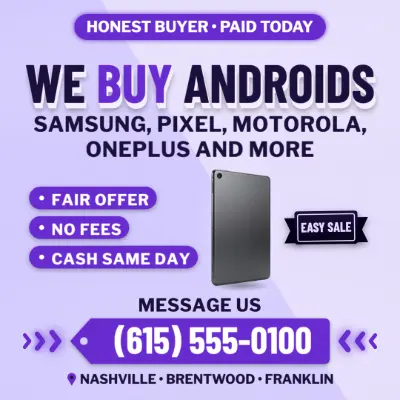 HONEST BUYER • PAID TODAY
WE BUY ANDROIDS
SAMSUNG, PIXEL, MOTOROLA,
ONEPLUS AND MORE
• FAIR OFFER
• NO FEES
• CASH SAME DAY
EASY SALE
MESSAGE US
(615) 555-0100
NASHVILLE • BRENTWOOD • FRANKLIN